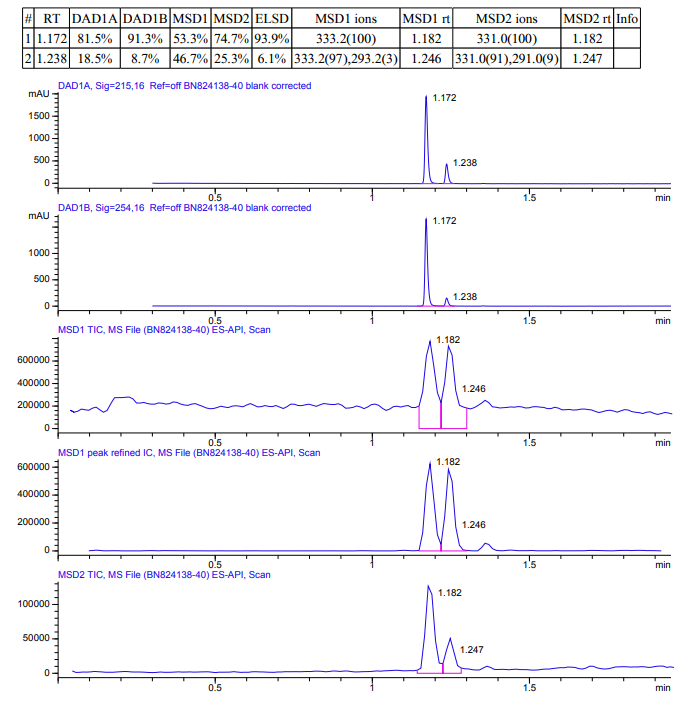 # RT DAD1A DAD1B MSD1 MSD2 ELSD MSD1 ions MSD1 rt MSD2 ions MSD2 rt Info
1 1.172 81.5% 91.3% 53.3% 74.7% 93.9% 333.2(100) 1.182 331.0(100) 1.182
2 1.238 18.5% 8.7% 46.7% 25.3% 6.1% 333.2(97),293.2(3) 1.246 331.0(91),291.0(9) 1.247
DAD1A, Sig=215,16 Ref=off BN824138-40 blank corrected
mAU
1.172
1500
1000
500
1.238
0
0.5 1 1.5 min
DAD1B, Sig=254,16 Ref=off BN824138-40 blank corrected
mAU
1.172
1000
500
1.238
0
0.5 1 1.5 min
MSD1 TIC, MS File (BN824138-40) ES-API, Scan
1.182
600000
400000
1.246
200000
0
0.5 1 1.5 min
MSD1 peak refined IC, MS File (BN824138-40) ES-API, Scan
1.182
600000
400000
1.246
200000
0
0.5 1 1.5 min
MSD2 TIC, MS File (BN824138-40) ES-API, Scan
1.182
100000
50000
1.247
0
0.5 1 1.5 min